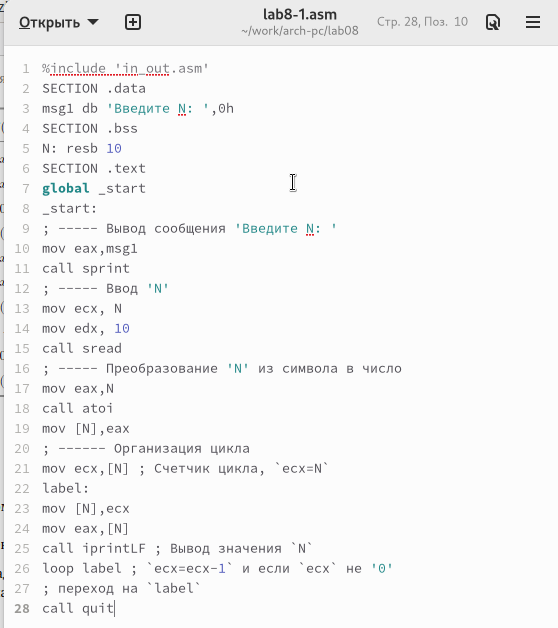 Открыть
lab8-1.asm
~/work/arch-pc/lab08
Стр. 28, Поз. 10
1 %include 'in_out.asm'
2 SECTION .data
3 msg1 db 'Введите N: ',0h
4 SECTION .bss
5 N: resb 10
6 SECTION .text
7 global _start
8 _start:
9 ; ----- Вывод сообщения 'Введите N: '
10 mov eax,msg1
11 call sprint
12 ; ----- Ввод 'N'
13 mov ecx, N
14 mov edx, 10
15 call sread
16 ; ----- Преобразование 'N' из символа в число
17 mov eax,N
18 call atoi
19 mov [N],eax
20 ; ------ Организация цикла
21 mov ecx,[N] ; Счетчик цикла, `ecx=N`
22 label:
23 mov [N],ecx
24 mov eax,[N]
25 call iprintLF ; Вывод значения `N`
26 loop label ; `ecx=ecx-1` и если `ecx` не '0'
27 ; переход на `label`
28 call quit